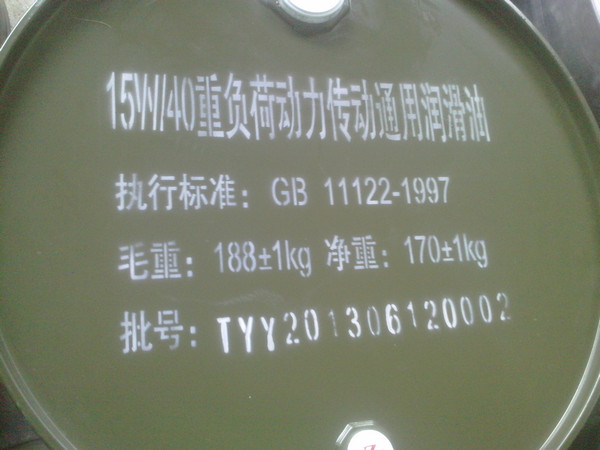 15W/40重负荷动力传动通用润滑油
执行标准：GB 11122-1997
毛重：188±1kg 净重：170±1kg
批号：TYY201306120002